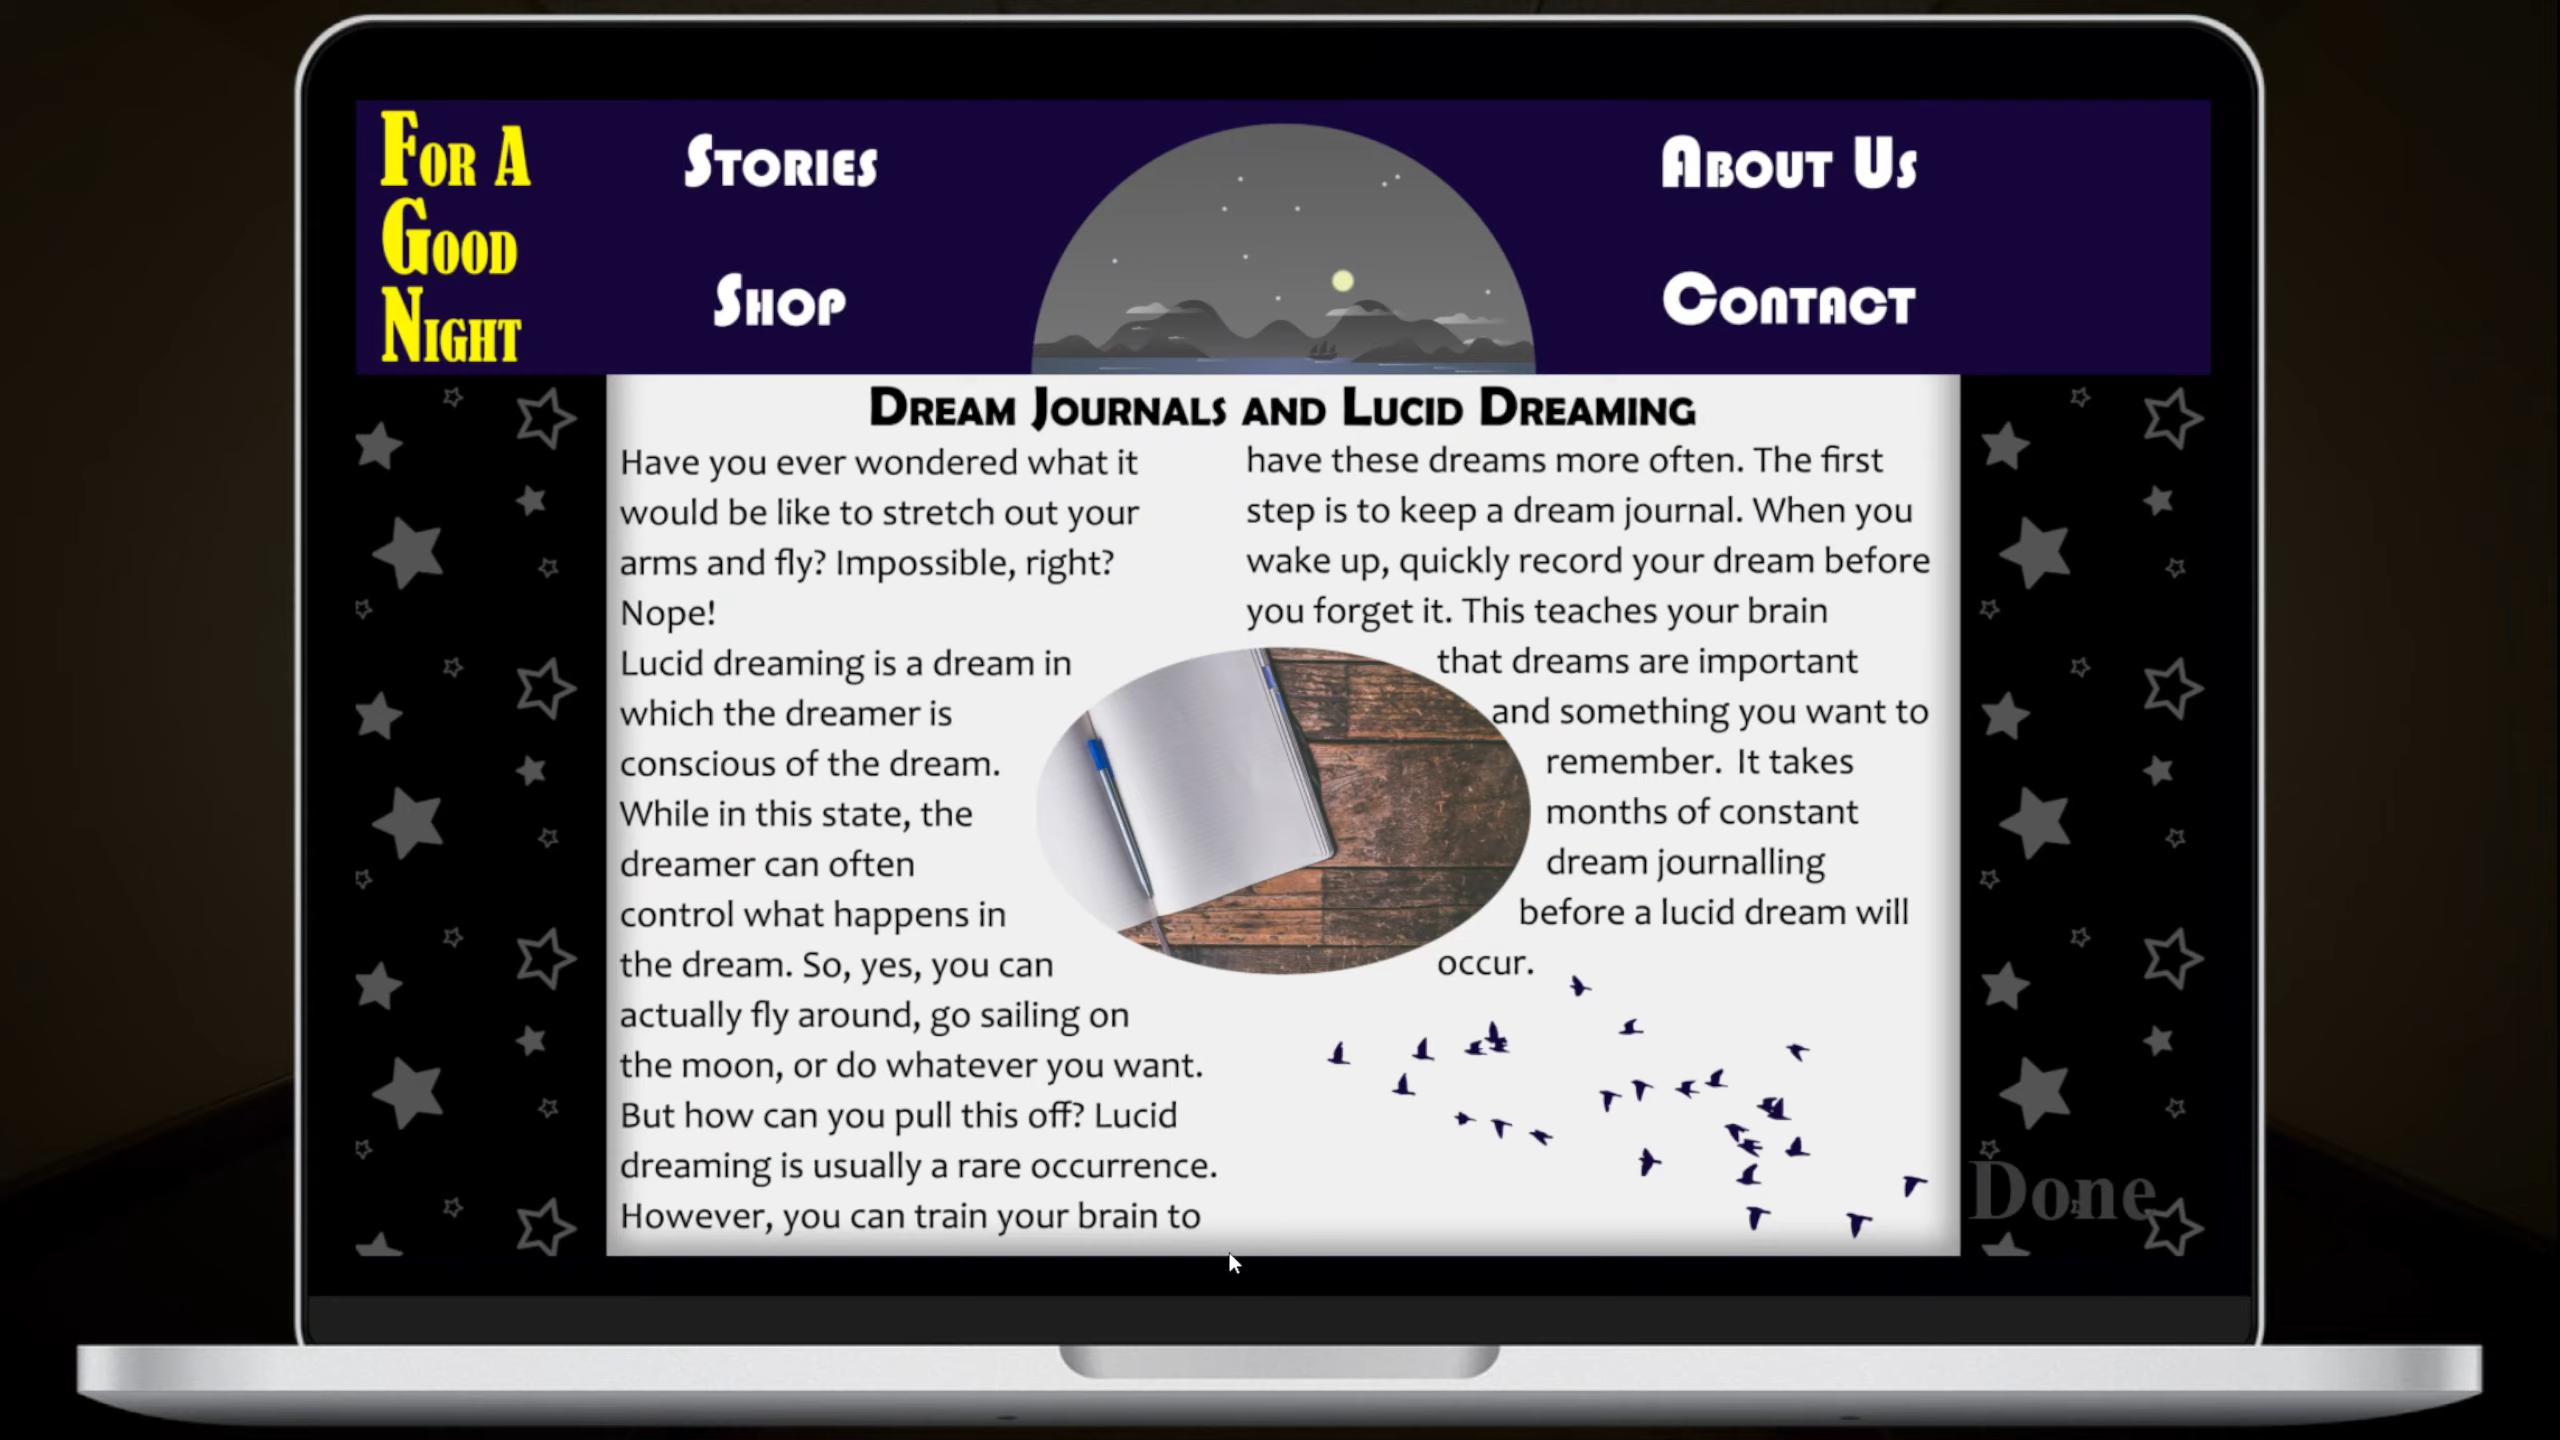 For A
Good
Night
Stories
Shop
About Us
Contact
Dream Journals and Lucid Dreaming
Have you ever wondered what it
would be like to stretch out your
arms and fly? Impossible, right?
Nope!
Lucid dreaming is a dream in
which the dreamer is
conscious of the dream.
While in this state, the
dreamer can often
control what happens in
the dream. So, yes, you can
actually fly around, go sailing on
the moon, or do whatever you want.
But how can you pull this off? Lucid
dreaming is usually a rare occurrence.
However, you can train your brain to
have these dreams more often. The first
step is to keep a dream journal. When you
wake up, quickly record your dream before
you forget it. This teaches your brain
that dreams are important
and something you want to
remember. It takes
months of constant
dream journalling
before a lucid dream will
occur.
Done